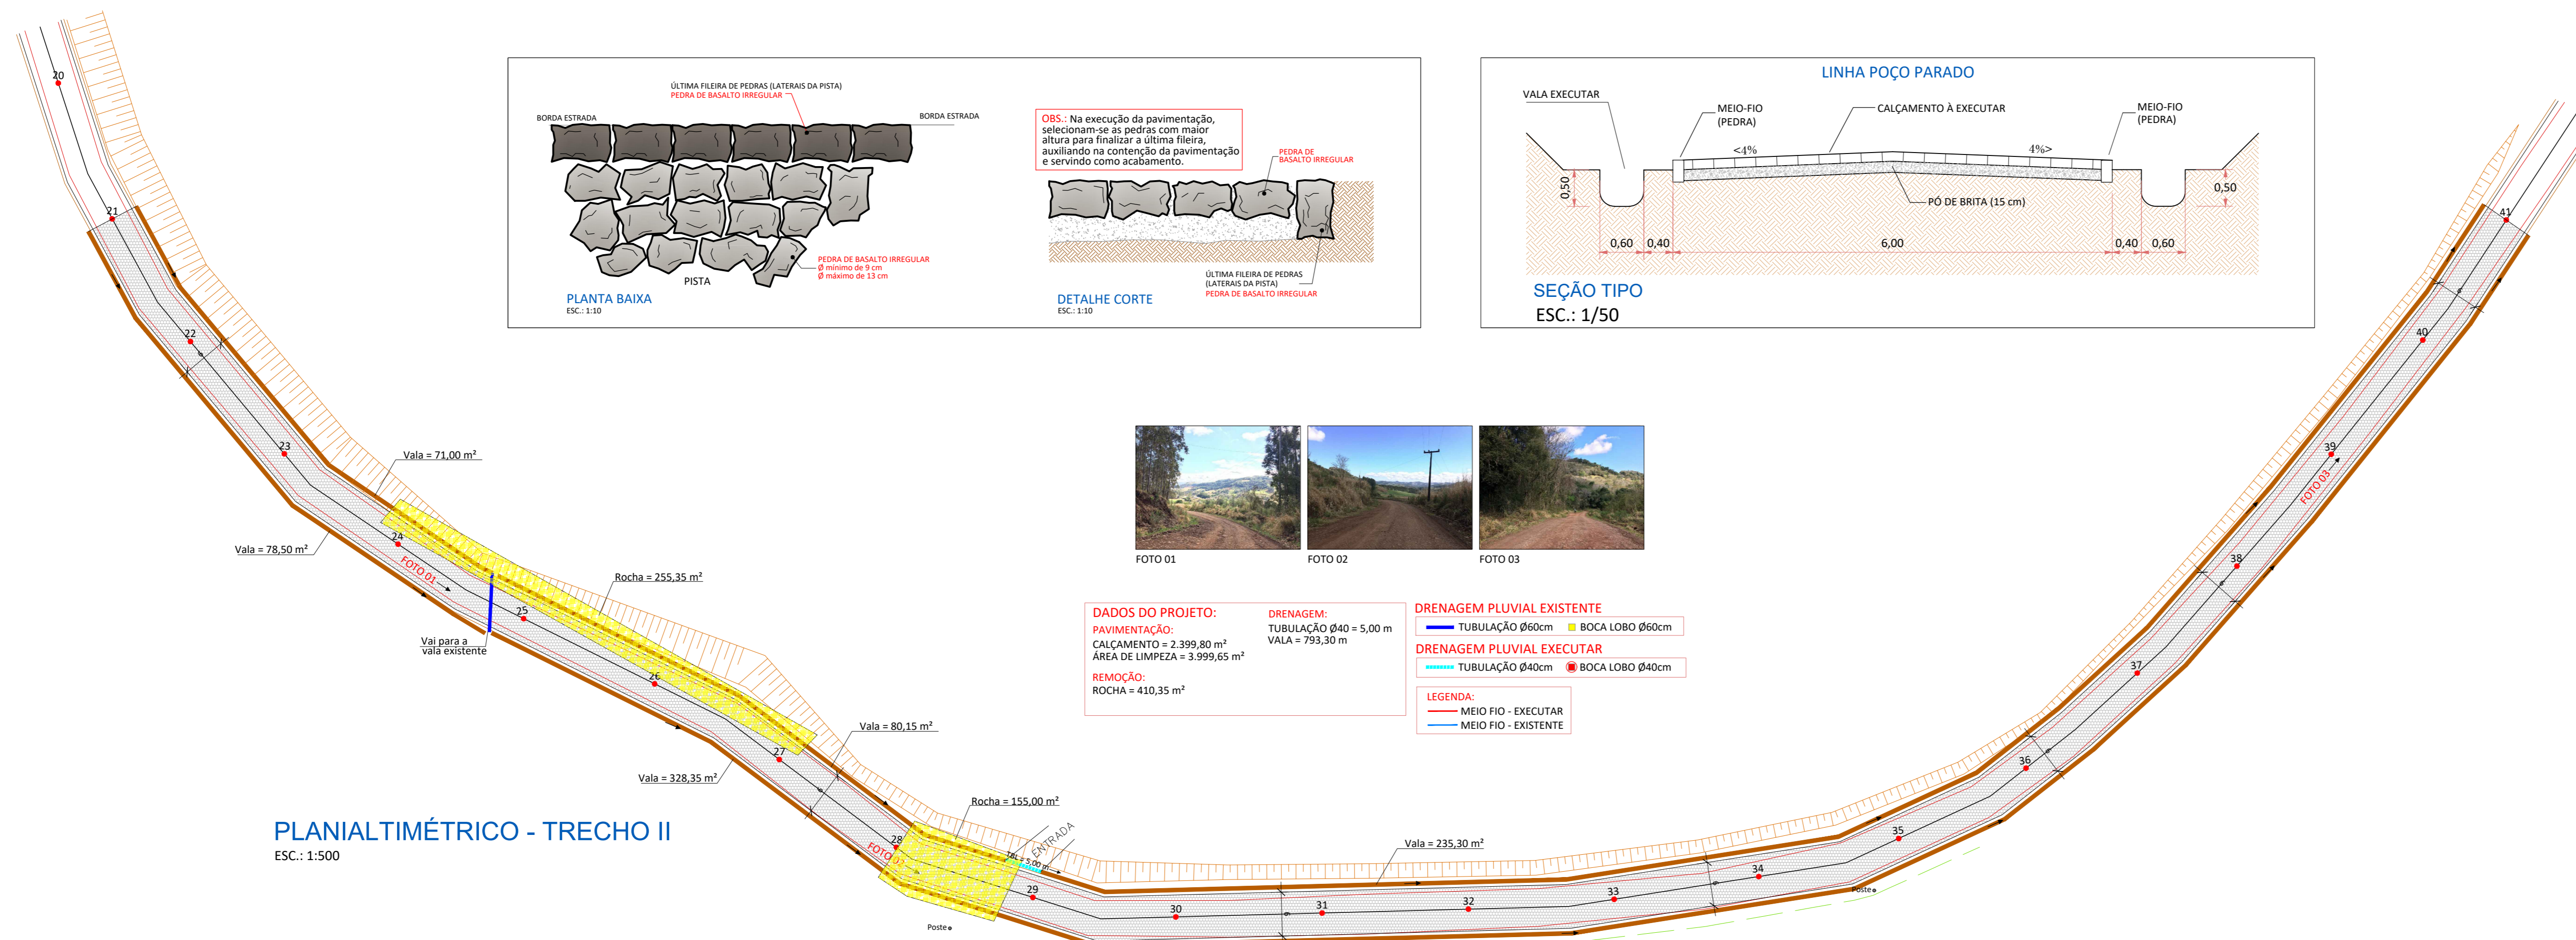 ÚLTIMA FILEIRA DE PEDRAS (LATERAIS DA PISTA)
PEDRA DE BASALTO IRREGULAR
BORDA ESTRADA
BORDA ESTRADA
PEDRA DE BASALTO IRREGULAR
Ø mínimo de 9 cm
Ø máximo de 13 cm
PISTA
PLANTA BAIXA
ESC.: 1:10
OBS.: Na execução da pavimentação,
selecionam-se as pedras com maior
altura para finalizar a última fileira,
auxiliando na contenção da pavimentação
e servindo como acabamento.
PEDRA DE
BASALTO IRREGULAR
ÚLTIMA FILEIRA DE PEDRAS
(LATERAIS DA PISTA)
PEDRA DE BASALTO IRREGULAR
DETALHE CORTE
ESC.: 1:10
LINHA POÇO PARADO
VALA EXECUTAR
MEIO-FIO
(PEDRA)
CALÇAMENTO À EXECUTAR
MEIO-FIO
(PEDRA)
<4%
4%>
0,50
0,50
PÓ DE BRITA (15 cm)
0,60
0,40
6,00
0,40
0,60
SEÇÃO TIPO
ESC.: 1/50
20
21
22
6
23
Vala = 71,00 m²
24
Vala = 78,50 m²
FOTO 01
Rocha = 255,35 m²
25
Vai para a
vala existente
26
Vala = 80,15 m²
27
Vala = 328,35 m²
6
Rocha = 155,00 m²
28
FOTO
ENTRADA
TBL = 5,00 m
29
Poste
30
6
31
Vala = 235,30 m²
32
33
6
34
Poste
35
36
6
37
38
6
39
FOTO 03
40
6
41
FOTO 01
FOTO 02
FOTO 03
DADOS DO PROJETO:
PAVIMENTAÇÃO:
CALÇAMENTO = 2.399,80 m²
ÁREA DE LIMPEZA = 3.999,65 m²
REMOÇÃO:
ROCHA = 410,35 m²
DRENAGEM:
TUBULAÇÃO Ø40 = 5,00 m
VALA = 793,30 m
DRENAGEM PLUVIAL EXISTENTE
TUBULAÇÃO Ø60cm
BOCA LOBO Ø60cm
DRENAGEM PLUVIAL EXECUTAR
TUBULAÇÃO Ø40cm
BOCA LOBO Ø40cm
LEGENDA:
MEIO FIO - EXECUTAR
MEIO FIO - EXISTENTE
PLANIALTIMÉTRICO - TRECHO II
ESC.: 1:500